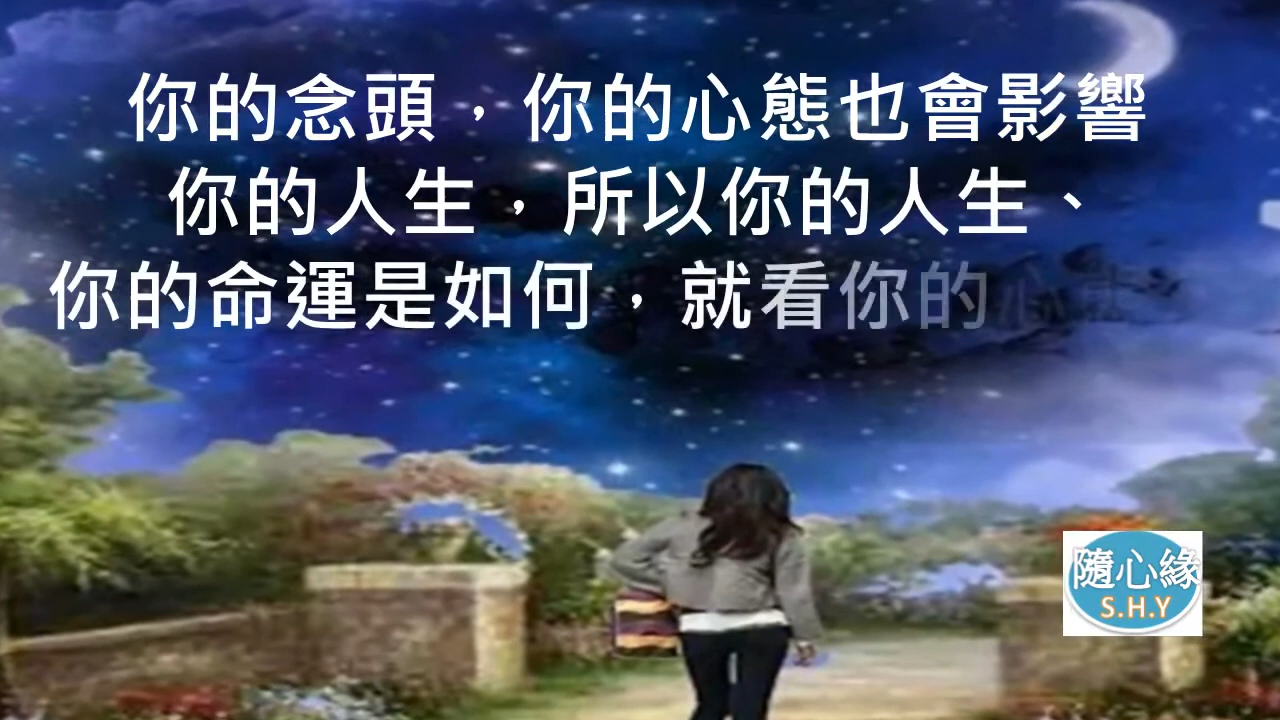 你的念頭，你的心態也會影響
你的人生，所以你的人生、
你的命運是如何，就看你的心
隨心緣
S.H.Y